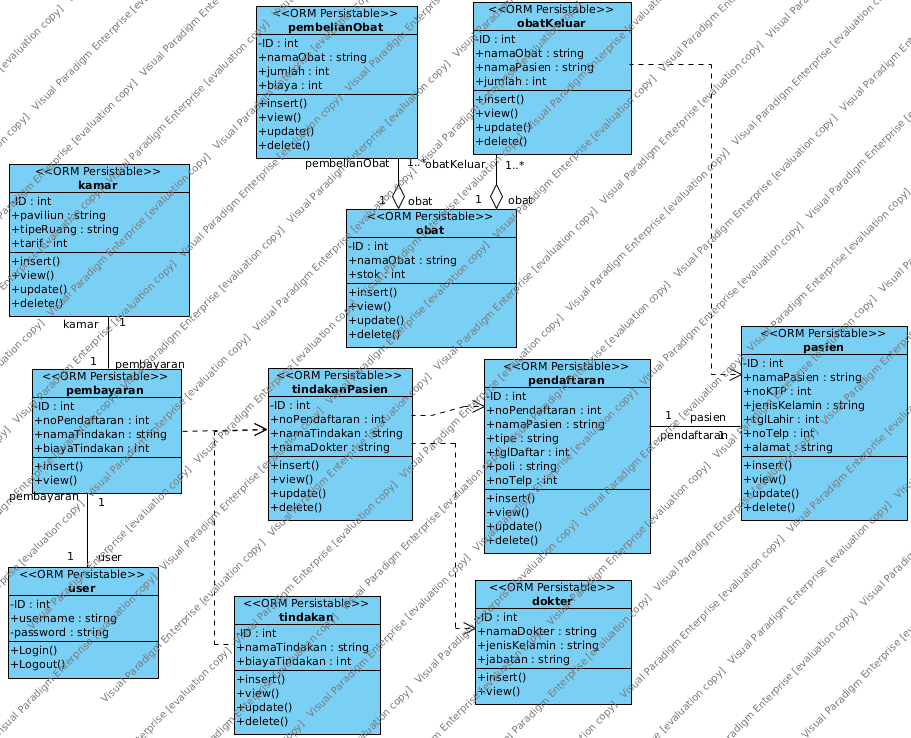 <<ORM Persistable>>
pembelianObat
-ID : int
+namaObat : string
+jumlah : int
+biaya : int
+insert()
+view()
+update()
+delete()
<<ORM Persistable>>
obatKeluar
-ID : int
+namaObat : string
+namaPasien : string
+jumlah : int
+insert()
+view()
+update()
+delete()
pembelianObat
1..*
obatKeluar
1..*
1
obat
1
obat
<<ORM Persistable>>
kamar
-ID : int
+paviliun : string
+tipeRuang : string
+tarif : int
+insert()
+view()
+update()
+delete()
<<ORM Persistable>>
obat
-ID : int
+namaObat : string
+stok : int
+insert()
+view()
+update()
+delete()
kamar
1
1
pembayaran
<<ORM Persistable>>
pembayaran
-ID : int
+noPendaftaran : int
+namaTindakan : string
+biayaTindakan : int
+insert()
+view()
<<ORM Persistable>>
tindakanPasien
-ID : int
+noPendaftaran : int
+namaTindakan : string
+namaDokter : string
+insert()
+view()
+update()
+delete()
<<ORM Persistable>>
pendaftaran
-ID : int
+noPendaftaran : int
+namaPasien : string
+tipe : string
+tglDaftar : int
+poli : string
+noTelp : int
+insert()
+view()
+update()
+delete()
1
pasien
pendaftaran
1
<<ORM Persistable>>
pasien
-ID : int
+namaPasien : string
+noKTP : int
+jenisKelamin : string
+tglLahir : int
+noTelp : int
+alamat : string
+insert()
+view()
+update()
+delete()
pembayaran
1
1
user
<<ORM Persistable>>
user
-ID : int
+username : string
-password : string
+Login()
+Logout()
<<ORM Persistable>>
tindakan
-ID : int
+namaTindakan : string
+biayaTindakan : int
+insert()
+view()
+update()
+delete()
<<ORM Persistable>>
dokter
-ID : int
+namaDokter : string
+jenisKelamin : string
+jabatan : string
+insert()
+view()
Visual Paradigm Enterprise [evaluation copy]